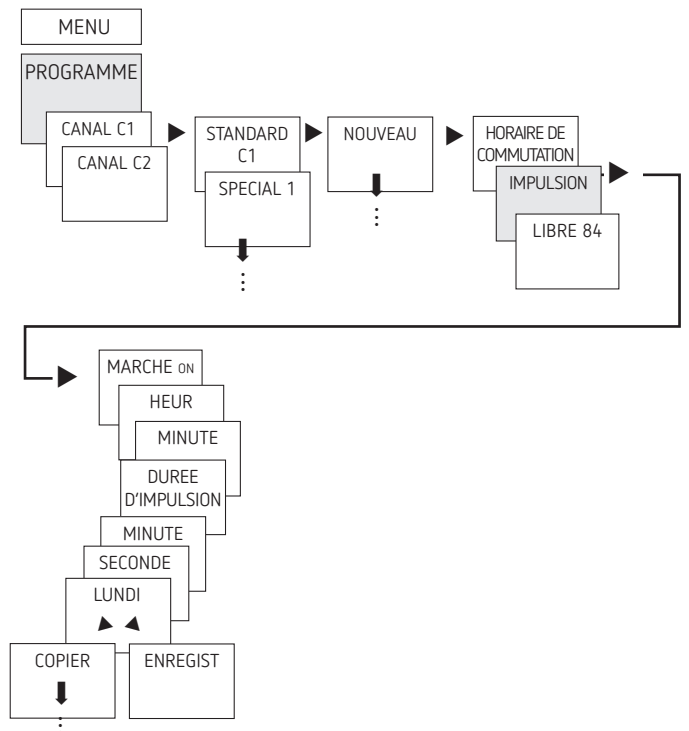 MENU
PROGRAMME
CANAL C1
CANAL C2
STANDARD
C1
SPECIAL 1
NOUVEAU
HORAIRE DE
COMMUTATION
IMPULSION
LIBRE 84
MARCHE ON
HEUR
MINUTE
DUREE
D'IMPULSION
MINUTE
SECONDE
LUNDI
COPIER
ENREGIST